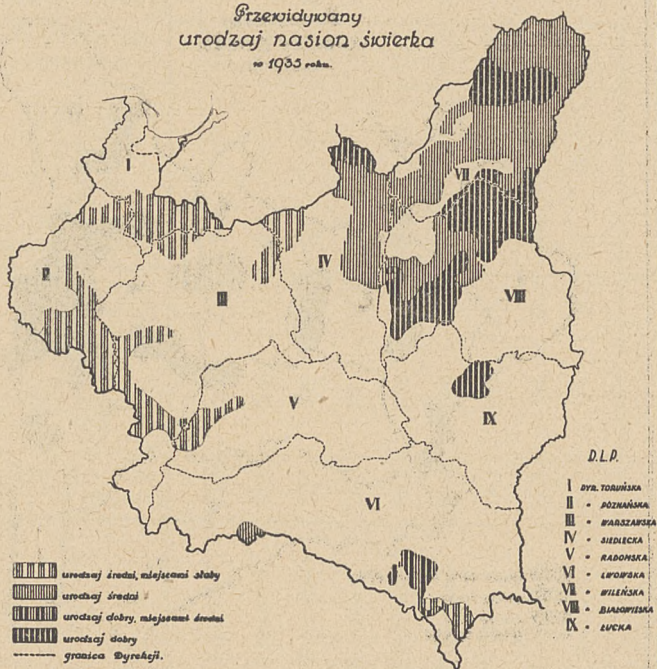 Przewidywany
urodzaj nasion świerka
w 1935 roku.
I
VII
II
IV
III
VIII
V
IX
VI
D.L.P.
I DYR. TORUŃSKA
II " POZNAŃSKA
III " WARSZAWSKA
IV " SIEDLECKA
V " RADOMSKA
VI " LWOWSKA
VII " WILEŃSKA
VIII " BIAŁOWIESKA
IX " ŁUCKA
urodzaj średni, miejscami słaby
urodzaj średni
urodzaj dobry, miejscami średni
urodzaj dobry
granica Dyrekcji.